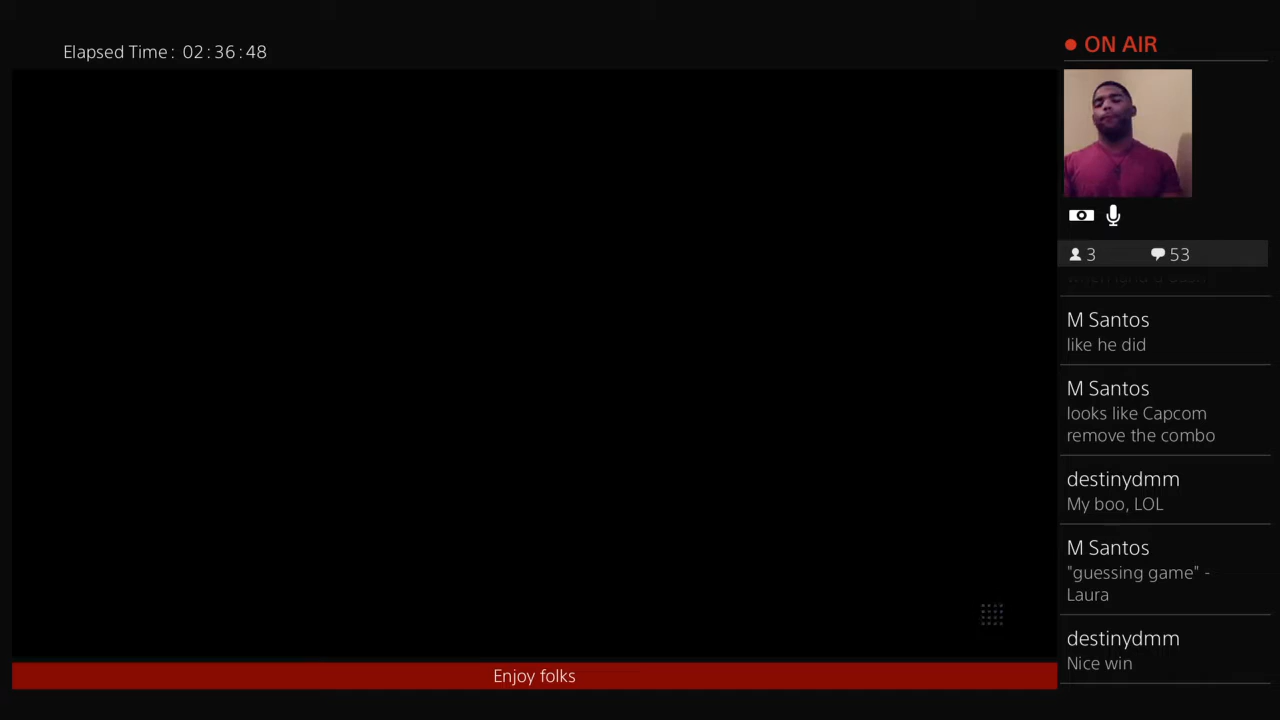 Elapsed Time: 02:36:48
ON AIR
3 53
M Santos
like he did
M Santos
looks like Capcom
remove the combo
destinydmm
My boo, LOL
M Santos
"guessing game" -
Laura
destinydmm
Nice win
Enjoy folks